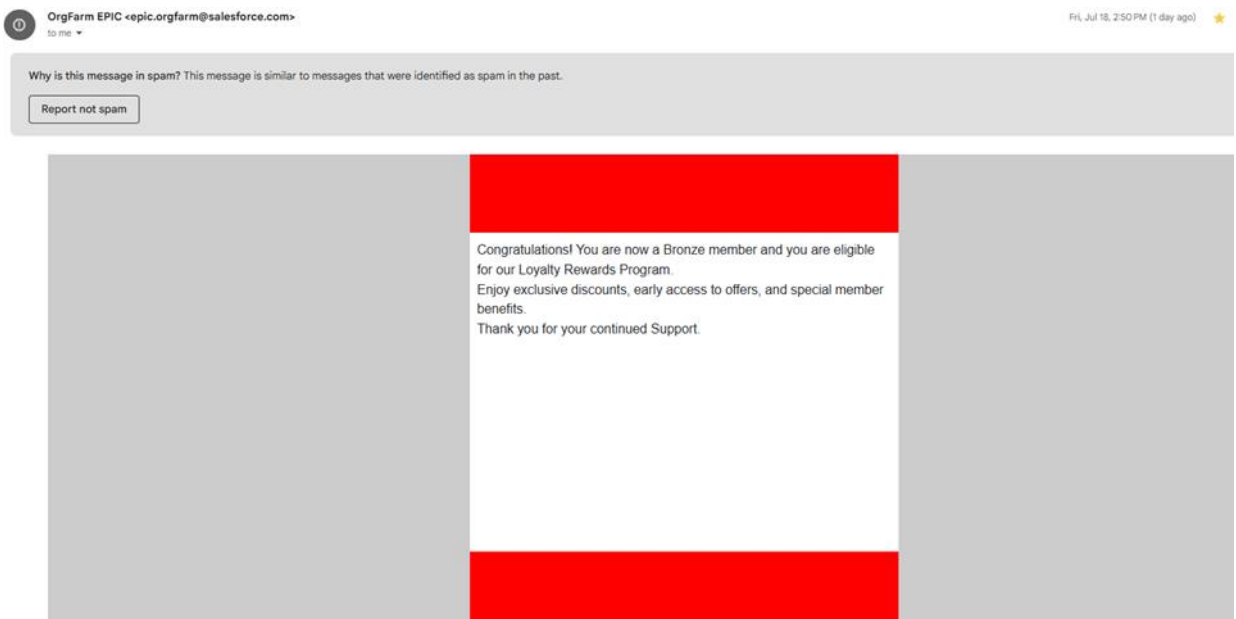 OrgFarm EPIC <epic.orgfarm@salesforce.com>
Fri, Jul 18, 2:50 PM (1 day ago)
to me
Why is this message in spam? This message is similar to messages that were identified as spam in the past.
Report not spam
Congratulations! You are now a Bronze member and you are eligible
for our Loyalty Rewards Program.
Enjoy exclusive discounts, early access to offers, and special member
benefits.
Thank you for your continued Support.